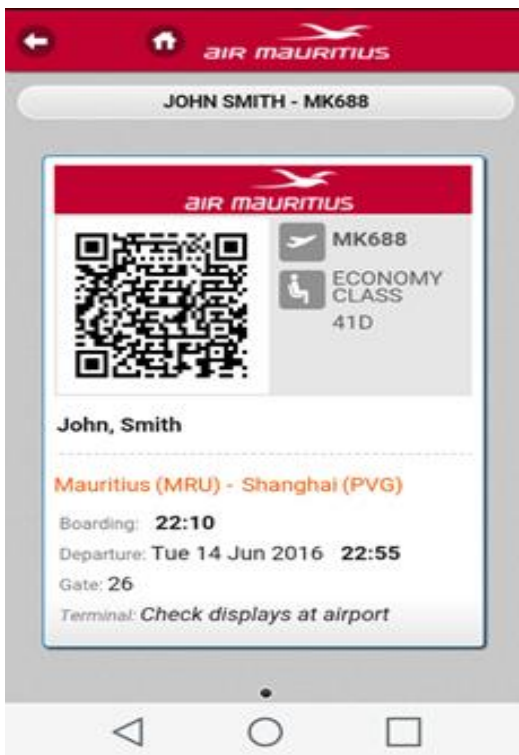 air mauritius
JOHN SMITH - MK688
air mauritius
MK688
ECONOMY
CLASS
41D
John, Smith
Mauritius (MRU) - Shanghai (PVG)
Boarding: 22:10
Departure: Tue 14 Jun 2016 22:55
Gate: 26
Terminal: Check displays at airport